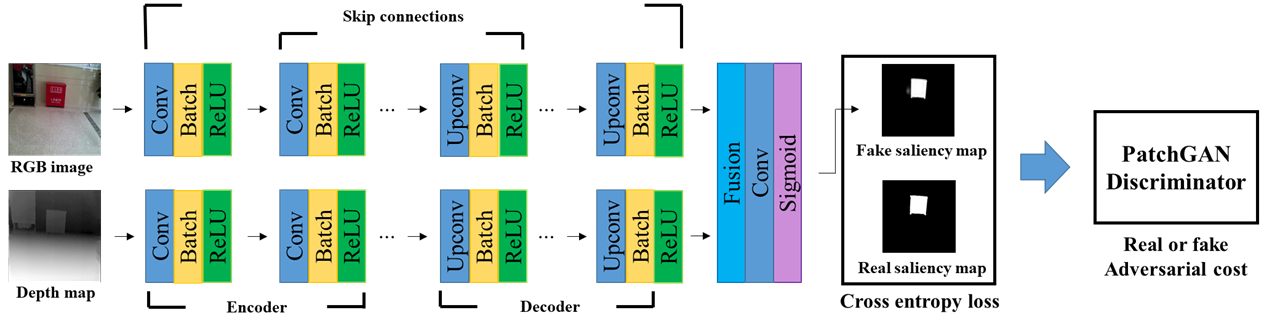 Skip connections
RGB image
Conv
Batch
ReLU
Conv
Batch
ReLU
...
Upconv
Batch
ReLU
...
Upconv
Batch
ReLU
Depth map
Conv
Batch
ReLU
Conv
Batch
ReLU
...
Upconv
Batch
ReLU
...
Upconv
Batch
ReLU
Encoder
Decoder
Fusion
Conv
Sigmoid
Fake saliency map
Real saliency map
Cross entropy loss
PatchGAN
Discriminator
Real or fake
Adversarial cost